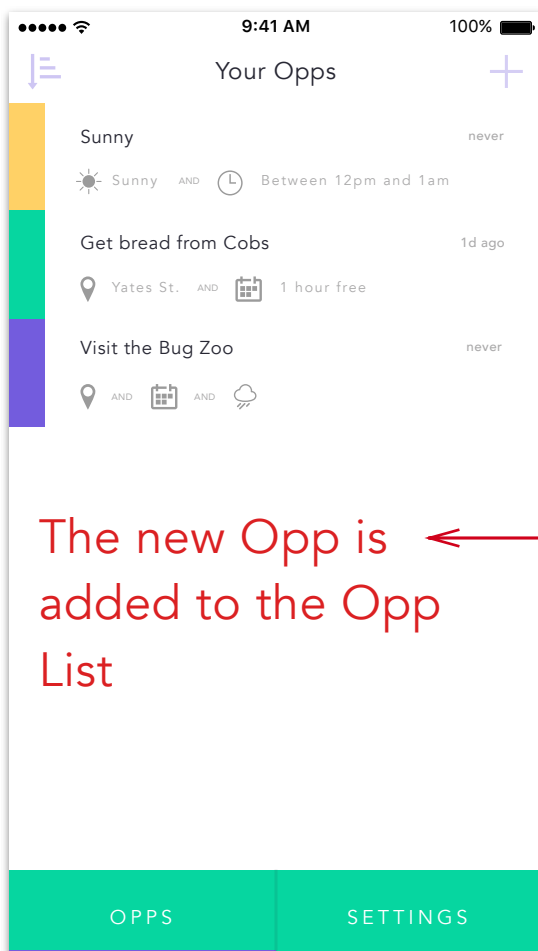 9:41 AM 100%
Your Opps
Sunny never
Sunny AND Between 12pm and 1am
Get bread from Cobs 1d ago
Yates St. AND 1 hour free
Visit the Bug Zoo never
AND AND
The new Opp is
added to the Opp
List
OPPS SETTINGS